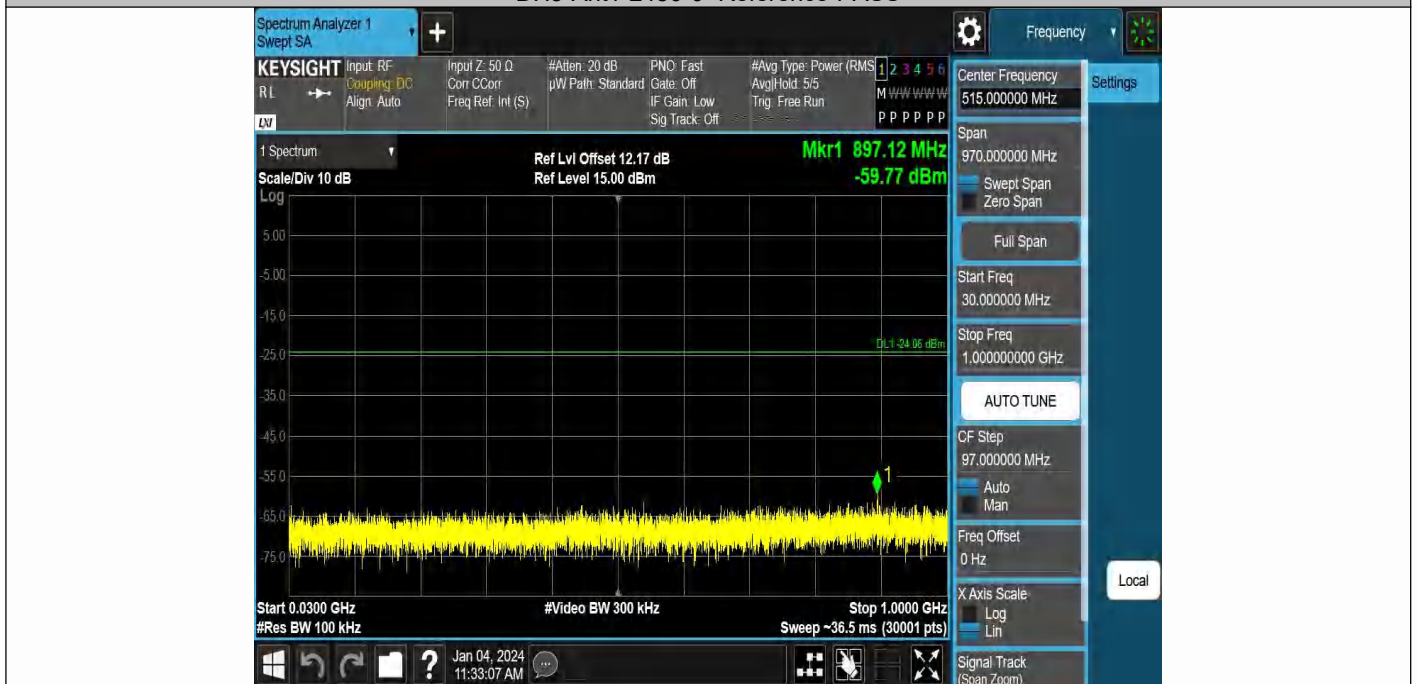 Spectrum Analyzer 1
Swept SA
+
Frequency
KEYSIGHT
RL
LXI
Input: RF
Coupling: DC
Align: Auto
Input Z: 50 Ω
Corr CCorr
Freq Ref: Int (S)
#Atten: 20 dB
µW Path: Standard
PNO: Fast
Gate: Off
IF Gain: Low
Sig Track: Off
#Avg Type: Power (RMS
Avg|Hold: 5/5
Trig: Free Run
1 2 3 4 5 6
M W W W W W
P P P P P P
Center Frequency
515.000000 MHz
Settings
Span
970.000000 MHz
Swept Span
Zero Span
Full Span
Start Freq
30.000000 MHz
Stop Freq
1.000000000 GHz
AUTO TUNE
CF Step
97.000000 MHz
Auto
Man
Freq Offset
0 Hz
X Axis Scale
Log
Lin
Signal Track
(Span Zoom)
Local
1 Spectrum
Scale/Div 10 dB
Log
Ref Lvl Offset 12.17 dB
Ref Level 15.00 dBm
Mkr1 897.12 MHz
-59.77 dBm
5.00
-5.00
-15.0
DL1 -24.06 dBm
-25.0
-35.0
-45.0
-55.0
1
-65.0
-75.0
Start 0.0300 GHz
#Video BW 300 kHz
Stop 1.0000 GHz
#Res BW 100 kHz
Sweep ~36.5 ms (30001 pts)
?
Jan 04, 2024
11:33:07 AM